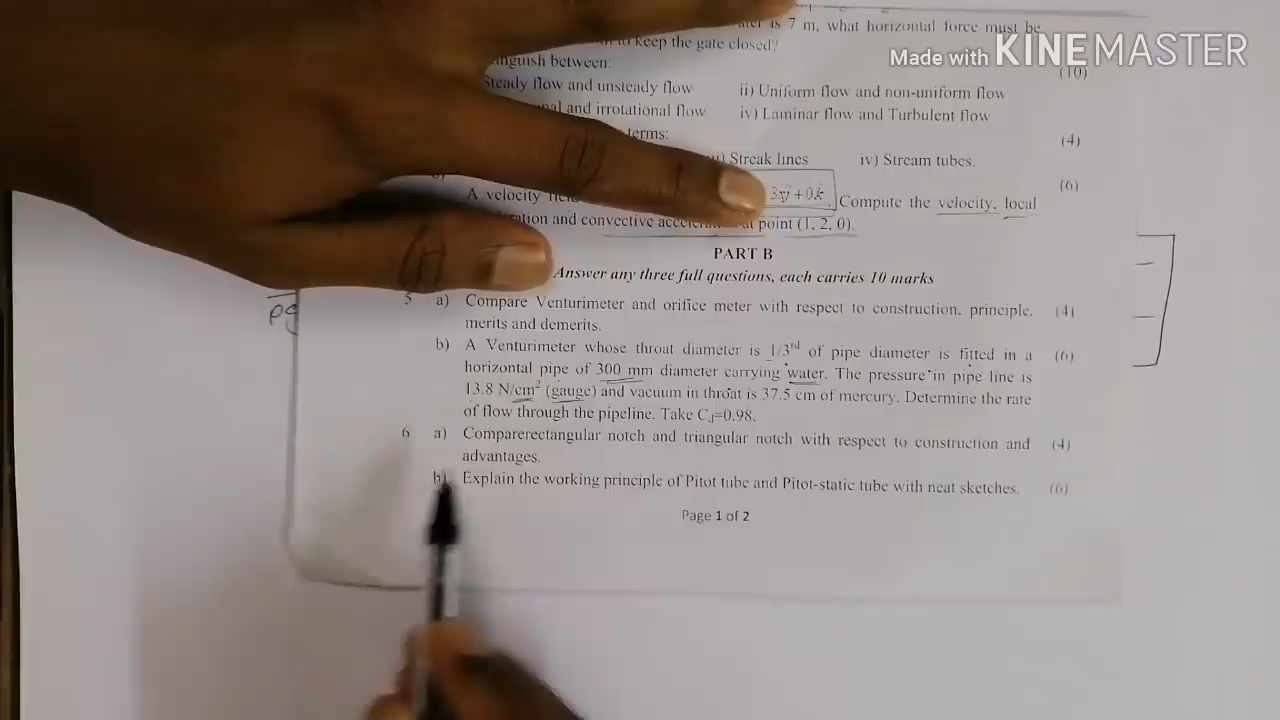 is 7 m, what horizontal force must be
to keep the gate closed?
Made with KINEMASTER
(10)
between:
Steady flow and unsteady flow ii) Uniform flow and non-uniform flow
and irrotational flow iv) Laminar flow and Turbulent flow
terms: (4)
Streak lines iv) Stream tubes.
A velocity 3xĵ + 0k̂. Compute the velocity, local (6)
and convective at point (1, 2, 0).
PART B
Answer any three full questions, each carries 10 marks
5 a) Compare Venturimeter and orifice meter with respect to construction, principle, (4)
merits and demerits.
b) A Venturimeter whose throat diameter is 1/3rd of pipe diameter is fitted in a (6)
horizontal pipe of 300 mm diameter carrying water. The pressure in pipe line is
13.8 N/cm² (gauge) and vacuum in throat is 37.5 cm of mercury. Determine the rate
of flow through the pipeline. Take Cd=0.98.
6 a) Comparerectangular notch and triangular notch with respect to construction and (4)
advantages.
b) Explain the working principle of Pitot tube and Pitot-static tube with neat sketches. (6)
Page 1 of 2